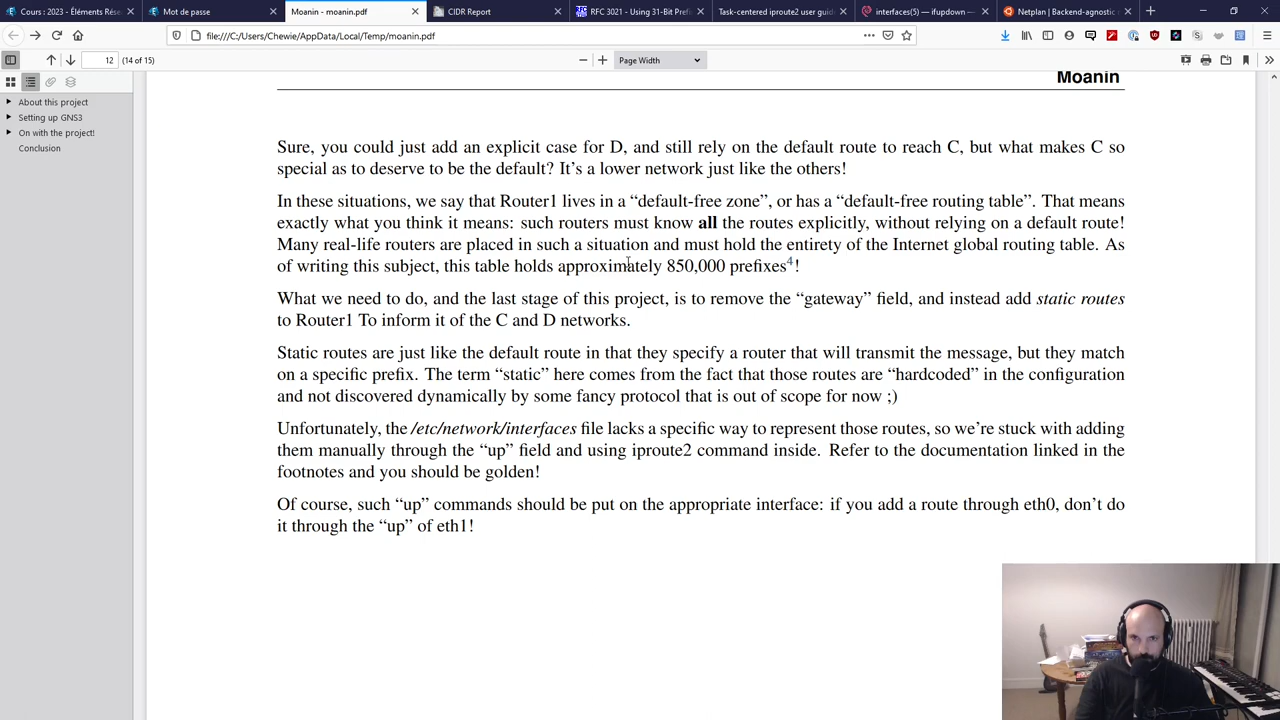 Cours : 2023 - Éléments Rése
Mot de passe
Moanin - moanin.pdf
CIDR Report
RFC 3021 - Using 31-Bit Prefi
Task-centered iproute2 user guid
interfaces(5) — ifupdown —
Netplan | Backend-agnostic
file:///C:/Users/Chewie/AppData/Local/Temp/moanin.pdf
12 (14 of 15)
Page Width
About this project
Setting up GNS3
On with the project!
Conclusion
Moanin
Sure, you could just add an explicit case for D, and still rely on the default route to reach C, but what makes C so
special as to deserve to be the default? It's a lower network just like the others!
In these situations, we say that Router1 lives in a “default-free zone”, or has a “default-free routing table”. That means
exactly what you think it means: such routers must know all the routes explicitly, without relying on a default route!
Many real-life routers are placed in such a situation and must hold the entirety of the Internet global routing table. As
of writing this subject, this table holds approximately 850,000 prefixes4!
What we need to do, and the last stage of this project, is to remove the “gateway” field, and instead add static routes
to Router1 To inform it of the C and D networks.
Static routes are just like the default route in that they specify a router that will transmit the message, but they match
on a specific prefix. The term “static” here comes from the fact that those routes are “hardcoded” in the configuration
and not discovered dynamically by some fancy protocol that is out of scope for now ;)
Unfortunately, the /etc/network/interfaces file lacks a specific way to represent those routes, so we're stuck with adding
them manually through the “up” field and using iproute2 command inside. Refer to the documentation linked in the
footnotes and you should be golden!
Of course, such “up” commands should be put on the appropriate interface: if you add a route through eth0, don't do
it through the “up” of eth1!